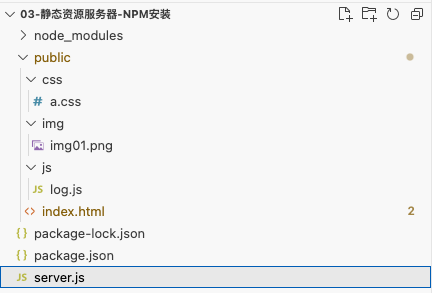 03-静态资源服务器-NPM安装
node_modules
public
css
# a.css
img
img01.png
js
JS log.js
<> index.html 2
{} package-lock.json
{} package.json
JS server.js